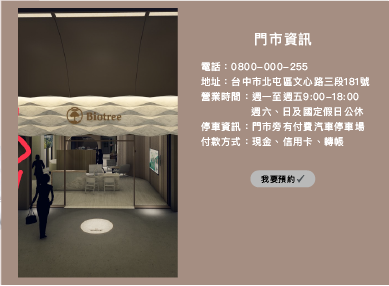 Biotree
門市資訊
電話：0800-000-255
地址：台中市北屯區文心路三段181號
營業時間：週一至週五9:00-18:00
週六、日及國定假日公休
停車資訊：門市旁有付費汽車停車場
付款方式：現金、信用卡、轉帳
我要預約✓